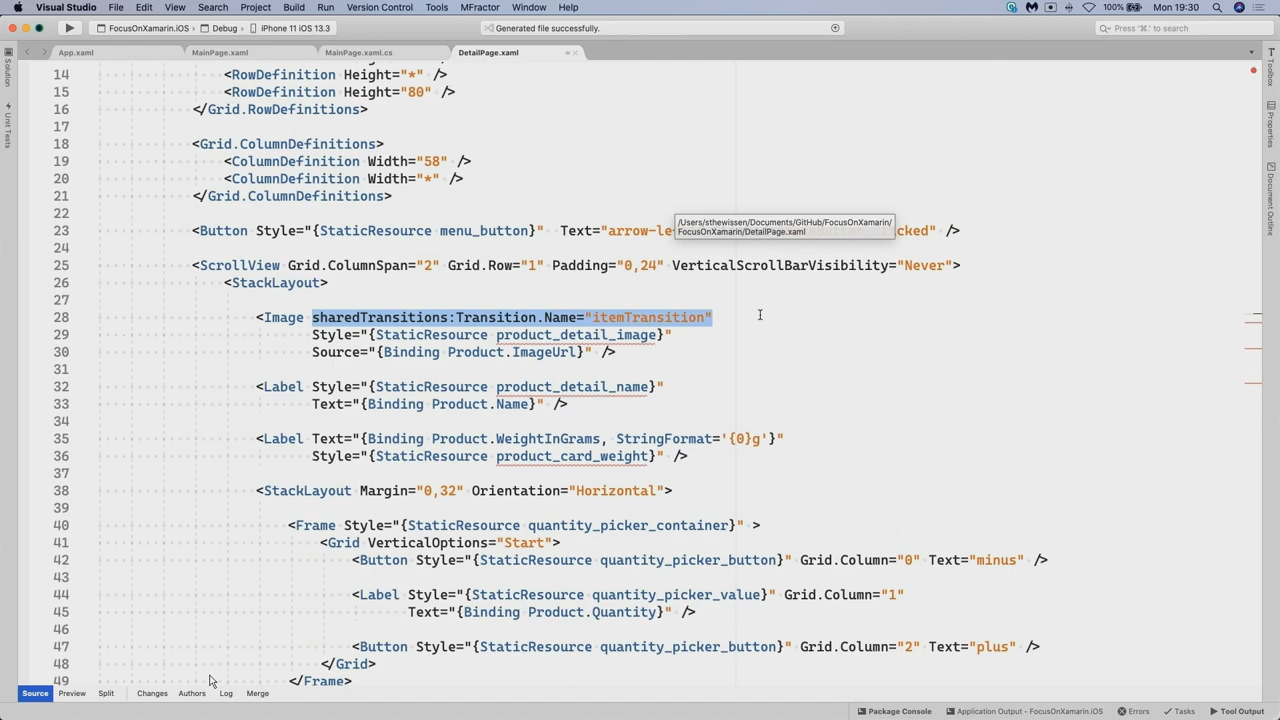 Visual Studio File Edit View Search Project Build Run Version Control Tools MFractor Window Help 100% Mon 19:30
FocusOnXamarin.iOS > Debug > iPhone 11 iOS 13.3
Generated file successfully.
Press '⌘.' to search
App.xaml MainPage.xaml MainPage.xaml.cs DetailPage.xaml
Solution
Unit Tests
Toolbox
Properties
Document Outline
14 <RowDefinition Height="*" />
15 <RowDefinition Height="80" />
16 </Grid.RowDefinitions>
17
18 <Grid.ColumnDefinitions>
19 <ColumnDefinition Width="58" />
20 <ColumnDefinition Width="*" />
21 </Grid.ColumnDefinitions>
22
/Users/sthewissen/Documents/GitHub/FocusOnXamarin/
FocusOnXamarin/DetailPage.xaml
23 <Button Style="{StaticResource menu_button}" Text="arrow-le cked" />
24
25 <ScrollView Grid.ColumnSpan="2" Grid.Row="1" Padding="0,24" VerticalScrollBarVisibility="Never">
26 <StackLayout>
27
28 <Image sharedTransitions:Transition.Name="itemTransition"
29 Style="{StaticResource product_detail_image}"
30 Source="{Binding Product.ImageUrl}" />
31
32 <Label Style="{StaticResource product_detail_name}"
33 Text="{Binding Product.Name}" />
34
35 <Label Text="{Binding Product.WeightInGrams, StringFormat='{0}g'}"
36 Style="{StaticResource product_card_weight}" />
37
38 <StackLayout Margin="0,32" Orientation="Horizontal">
39
40 <Frame Style="{StaticResource quantity_picker_container}" >
41 <Grid VerticalOptions="Start">
42 <Button Style="{StaticResource quantity_picker_button}" Grid.Column="0" Text="minus" />
43
44 <Label Style="{StaticResource quantity_picker_value}" Grid.Column="1"
45 Text="{Binding Product.Quantity}" />
46
47 <Button Style="{StaticResource quantity_picker_button}" Grid.Column="2" Text="plus" />
48 </Grid>
49 </Frame>
Source Preview Split Changes Authors Log Merge
Package Console Application Output - FocusOnXamarin.iOS Errors Tasks Tool Output